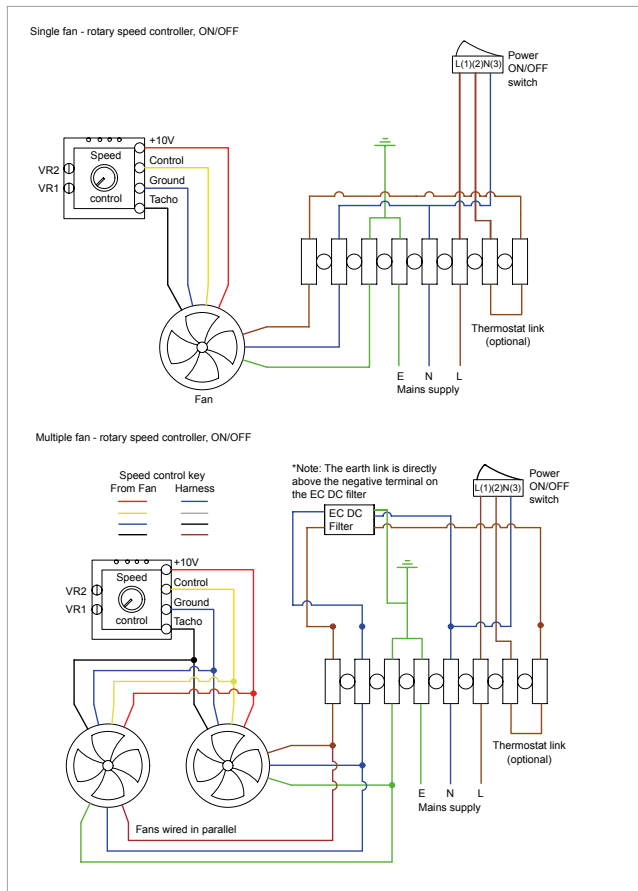 Single fan - rotary speed controller, ON/OFF
L(1)(2)N(3)
Power
ON/OFF
switch
+10V
Speed
Control
VR2
Ground
VR1
control
Tacho
Thermostat link
(optional)
E N L
Mains supply
Fan
Multiple fan - rotary speed controller, ON/OFF
Speed control key
From Fan Harness
*Note: The earth link is directly
above the negative terminal on
the EC DC filter
EC DC
Filter
L(1)(2)N(3)
Power
ON/OFF
switch
+10V
Speed
Control
VR2
Ground
VR1
control
Tacho
Thermostat link
(optional)
E N L
Mains supply
Fans wired in parallel